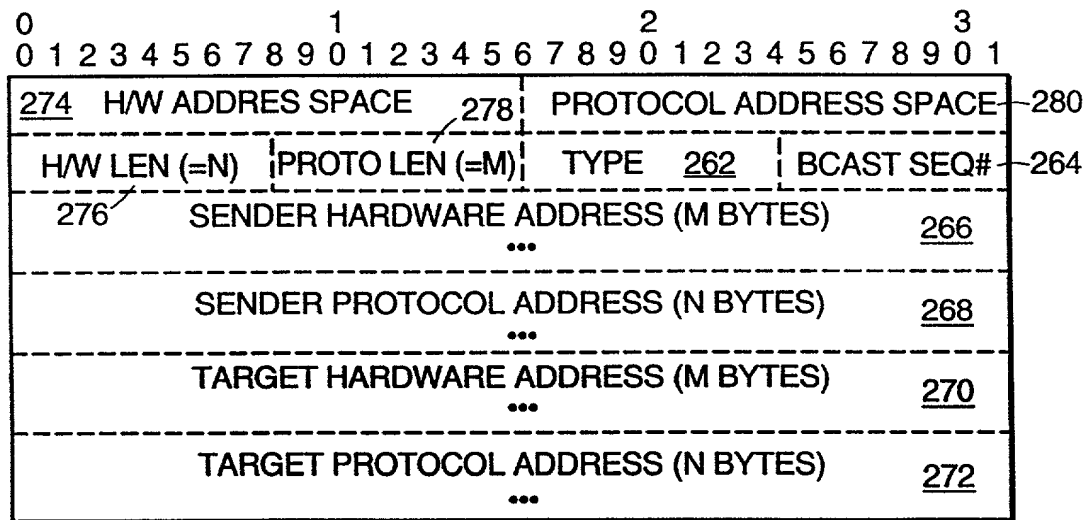 0 1 2 3
0 1 2 3 4 5 6 7 8 9 0 1 2 3 4 5 6 7 8 9 0 1 2 3 4 5 6 7 8 9 0 1
274 H/W ADDRES SPACE 278 PROTOCOL ADDRESS SPACE 280
H/W LEN (=N) PROTO LEN (=M) TYPE 262 BCAST SEQ# 264
276 SENDER HARDWARE ADDRESS (M BYTES) 266
•••
SENDER PROTOCOL ADDRESS (N BYTES) 268
•••
TARGET HARDWARE ADDRESS (M BYTES) 270
•••
TARGET PROTOCOL ADDRESS (N BYTES) 272
•••